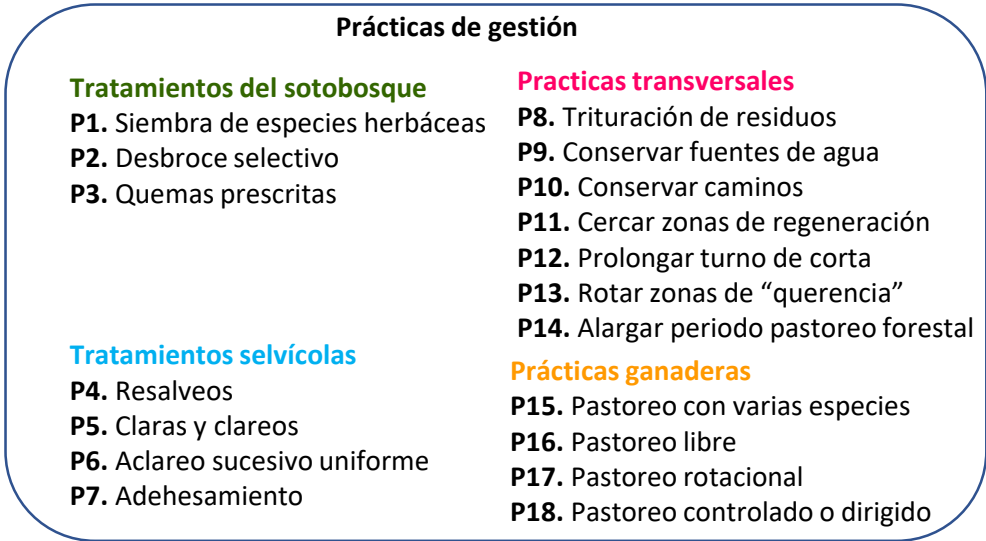 Prácticas de gestión
Tratamientos del sotobosque
P1. Siembra de especies herbáceas
P2. Desbroce selectivo
P3. Quemas prescritas
Tratamientos selvícolas
P4. Resalveos
P5. Claras y clareos
P6. Aclareo sucesivo uniforme
P7. Adehesamiento
Practicas transversales
P8. Trituración de residuos
P9. Conservar fuentes de agua
P10. Conservar caminos
P11. Cercar zonas de regeneración
P12. Prolongar turno de corta
P13. Rotar zonas de “querencia”
P14. Alargar periodo pastoreo forestal
Prácticas ganaderas
P15. Pastoreo con varias especies
P16. Pastoreo libre
P17. Pastoreo rotacional
P18. Pastoreo controlado o dirigido